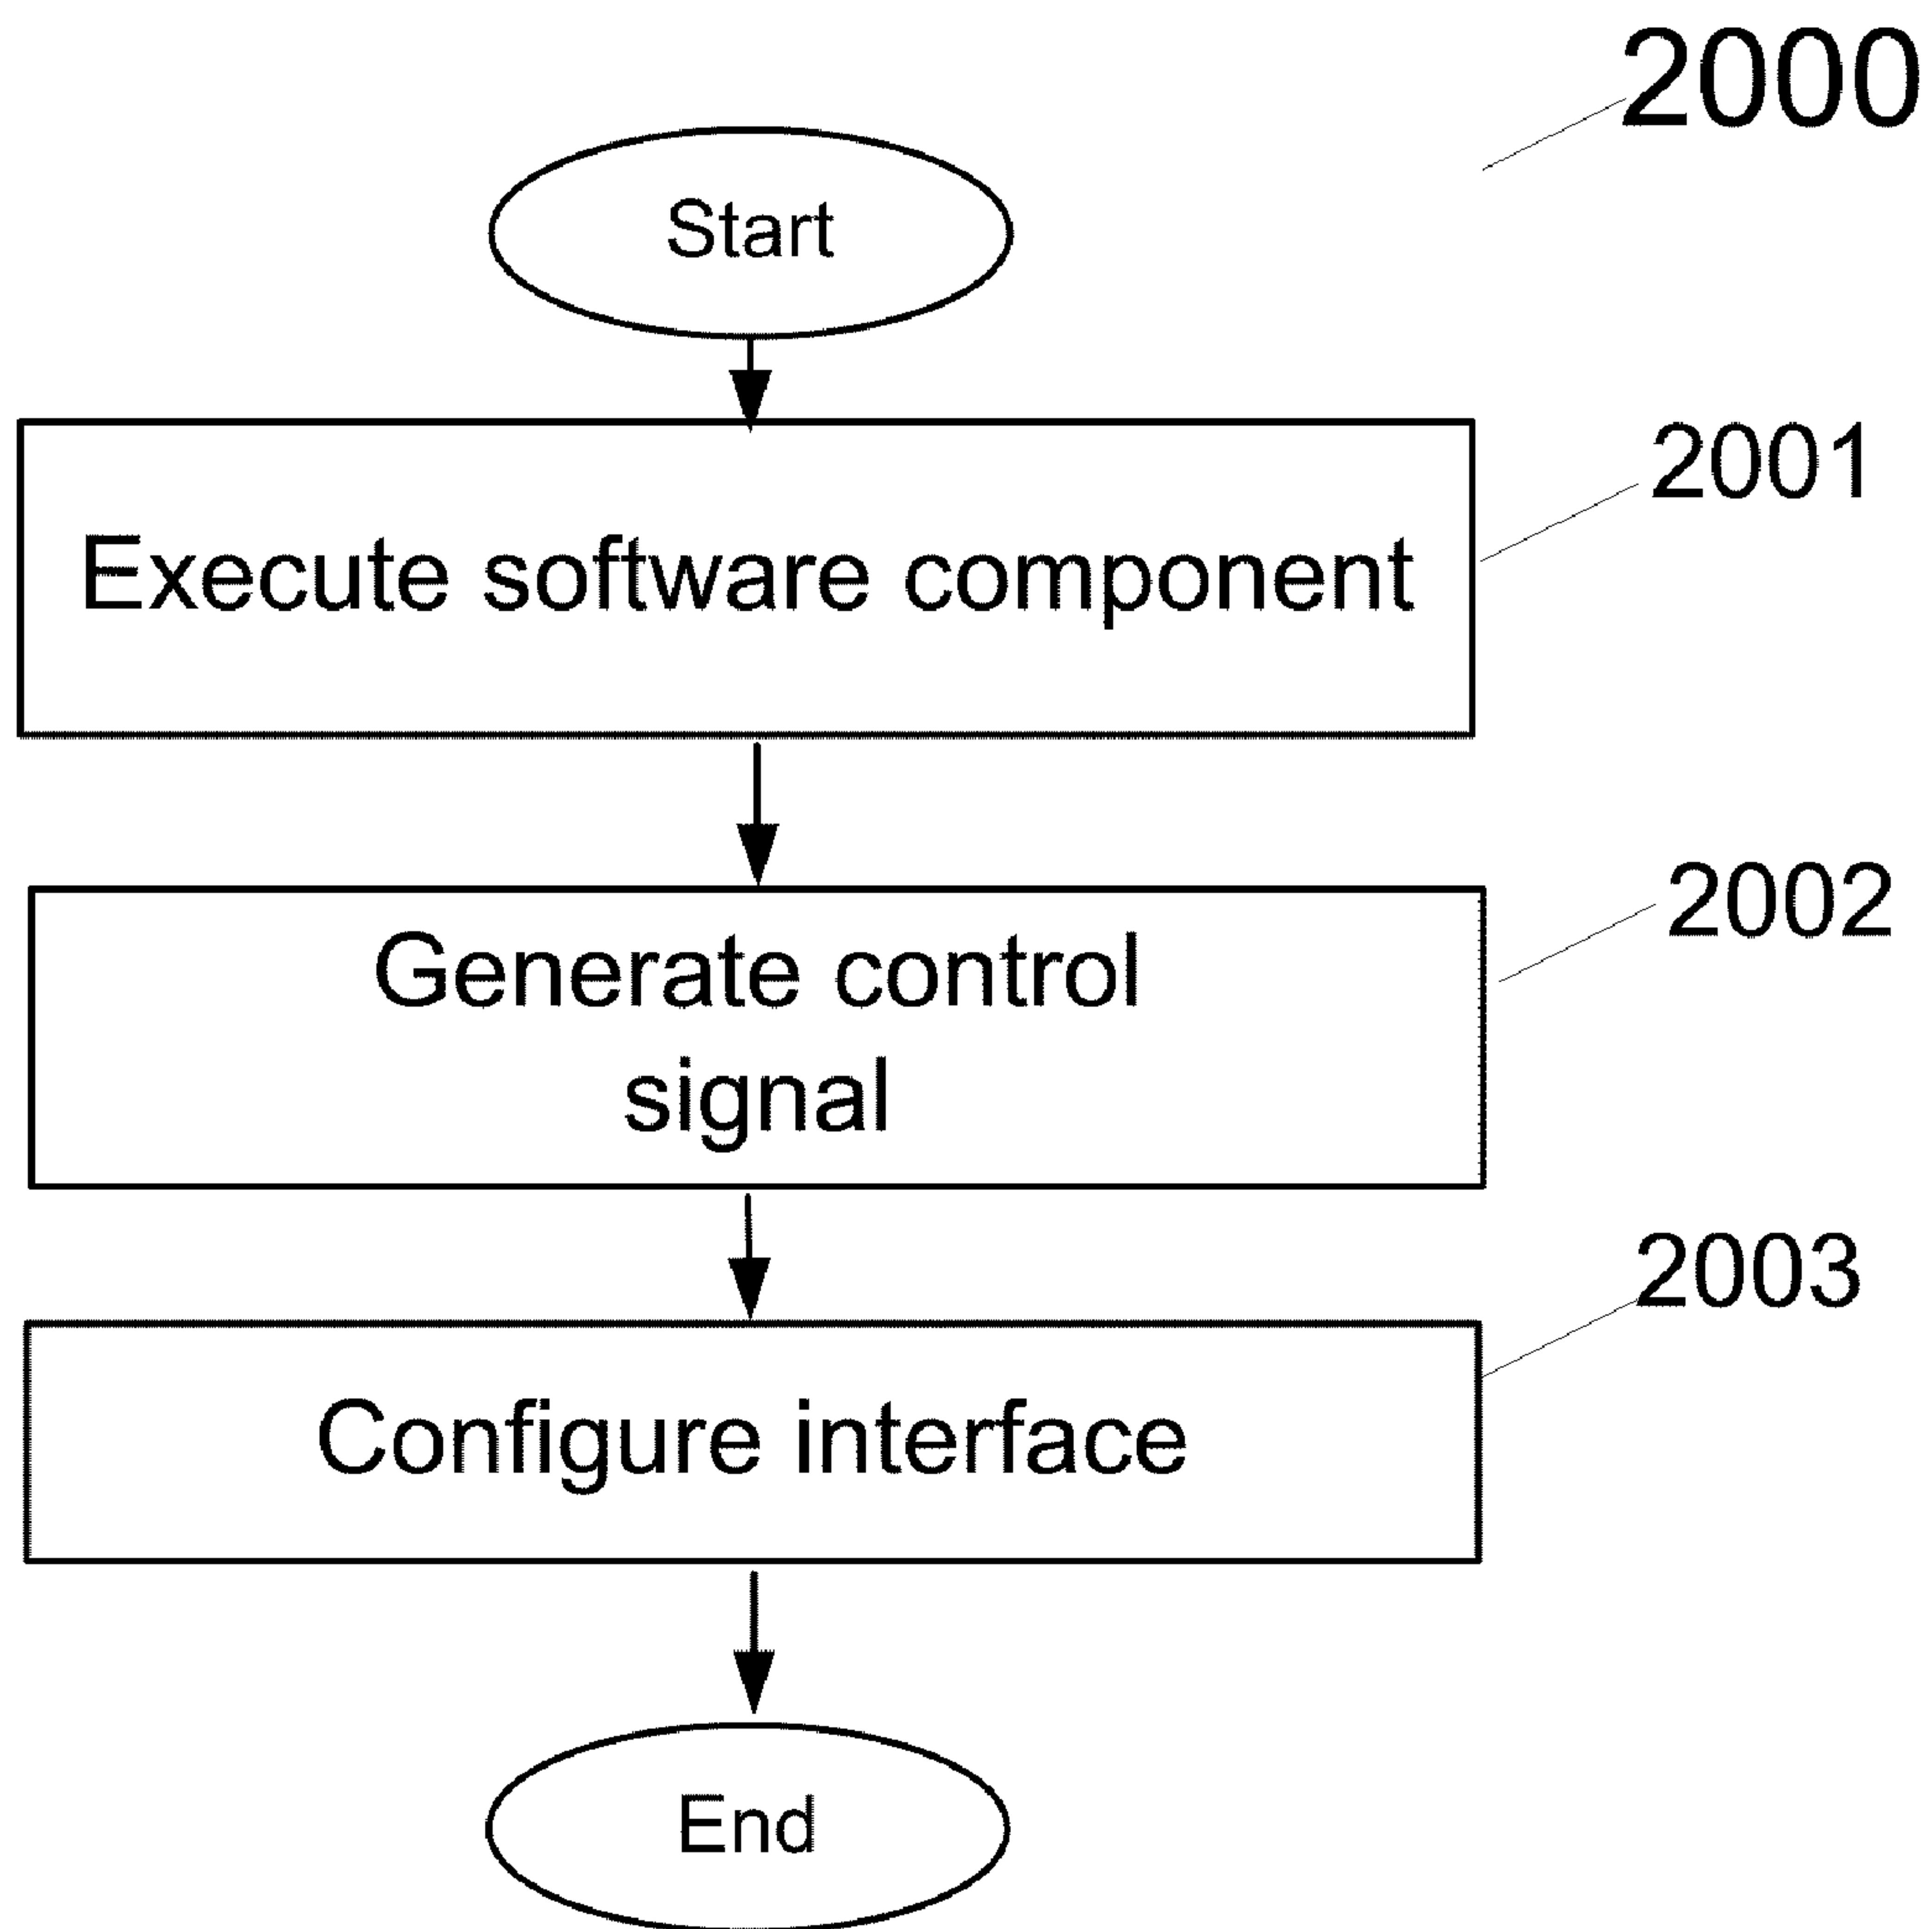 2000
Start
2001
Execute software component
2002
Generate control
signal
2003
Configure interface
End